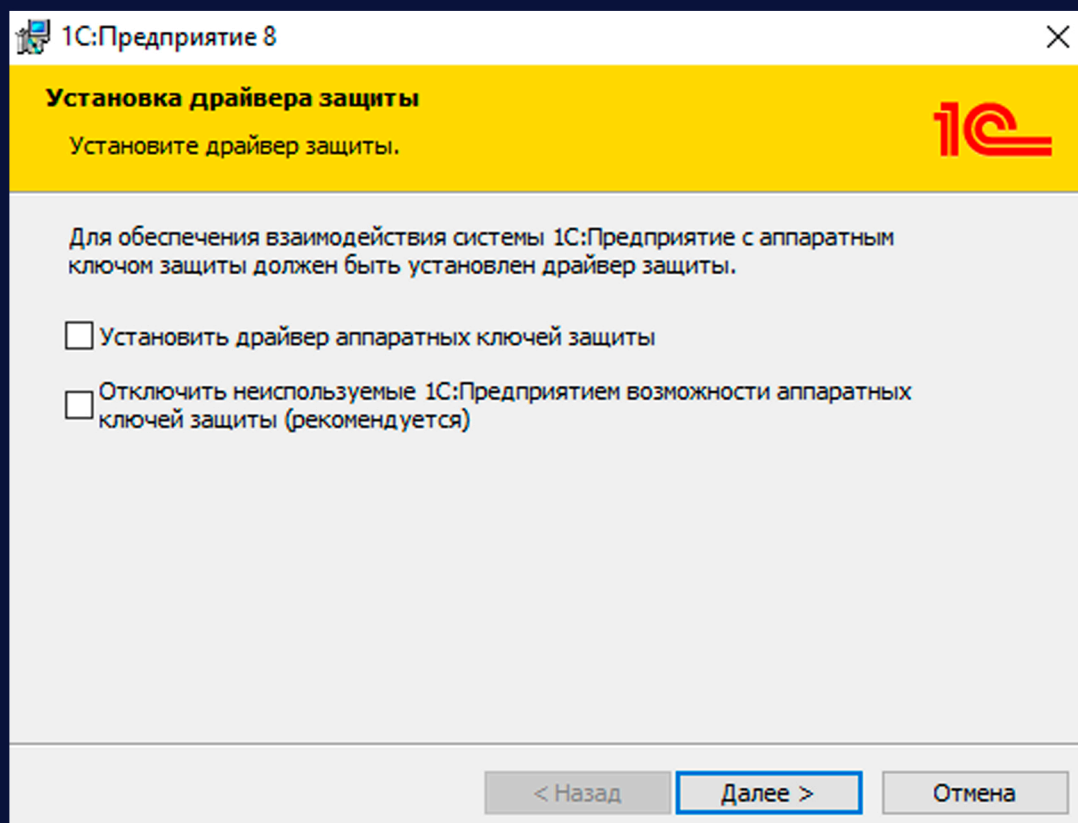 1С:Предприятие 8
Установка драйвера защиты
Установите драйвер защиты.
1С
Для обеспечения взаимодействия системы 1С:Предприятие с аппаратным
ключом защиты должен быть установлен драйвер защиты.
Установить драйвер аппаратных ключей защиты
Отключить неиспользуемые 1С:Предприятием возможности аппаратных
ключей защиты (рекомендуется)
< Назад
Далее >
Отмена